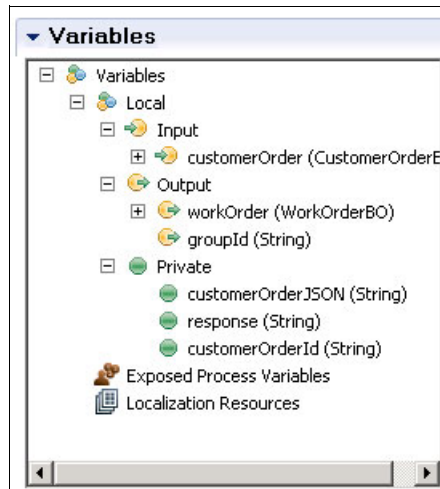 Variables
Variables
Local
Input
customerOrder (CustomerOrderE
Output
workOrder (WorkOrderBO)
groupId (String)
Private
customerOrderJSON (String)
response (String)
customerOrderId (String)
Exposed Process Variables
Localization Resources